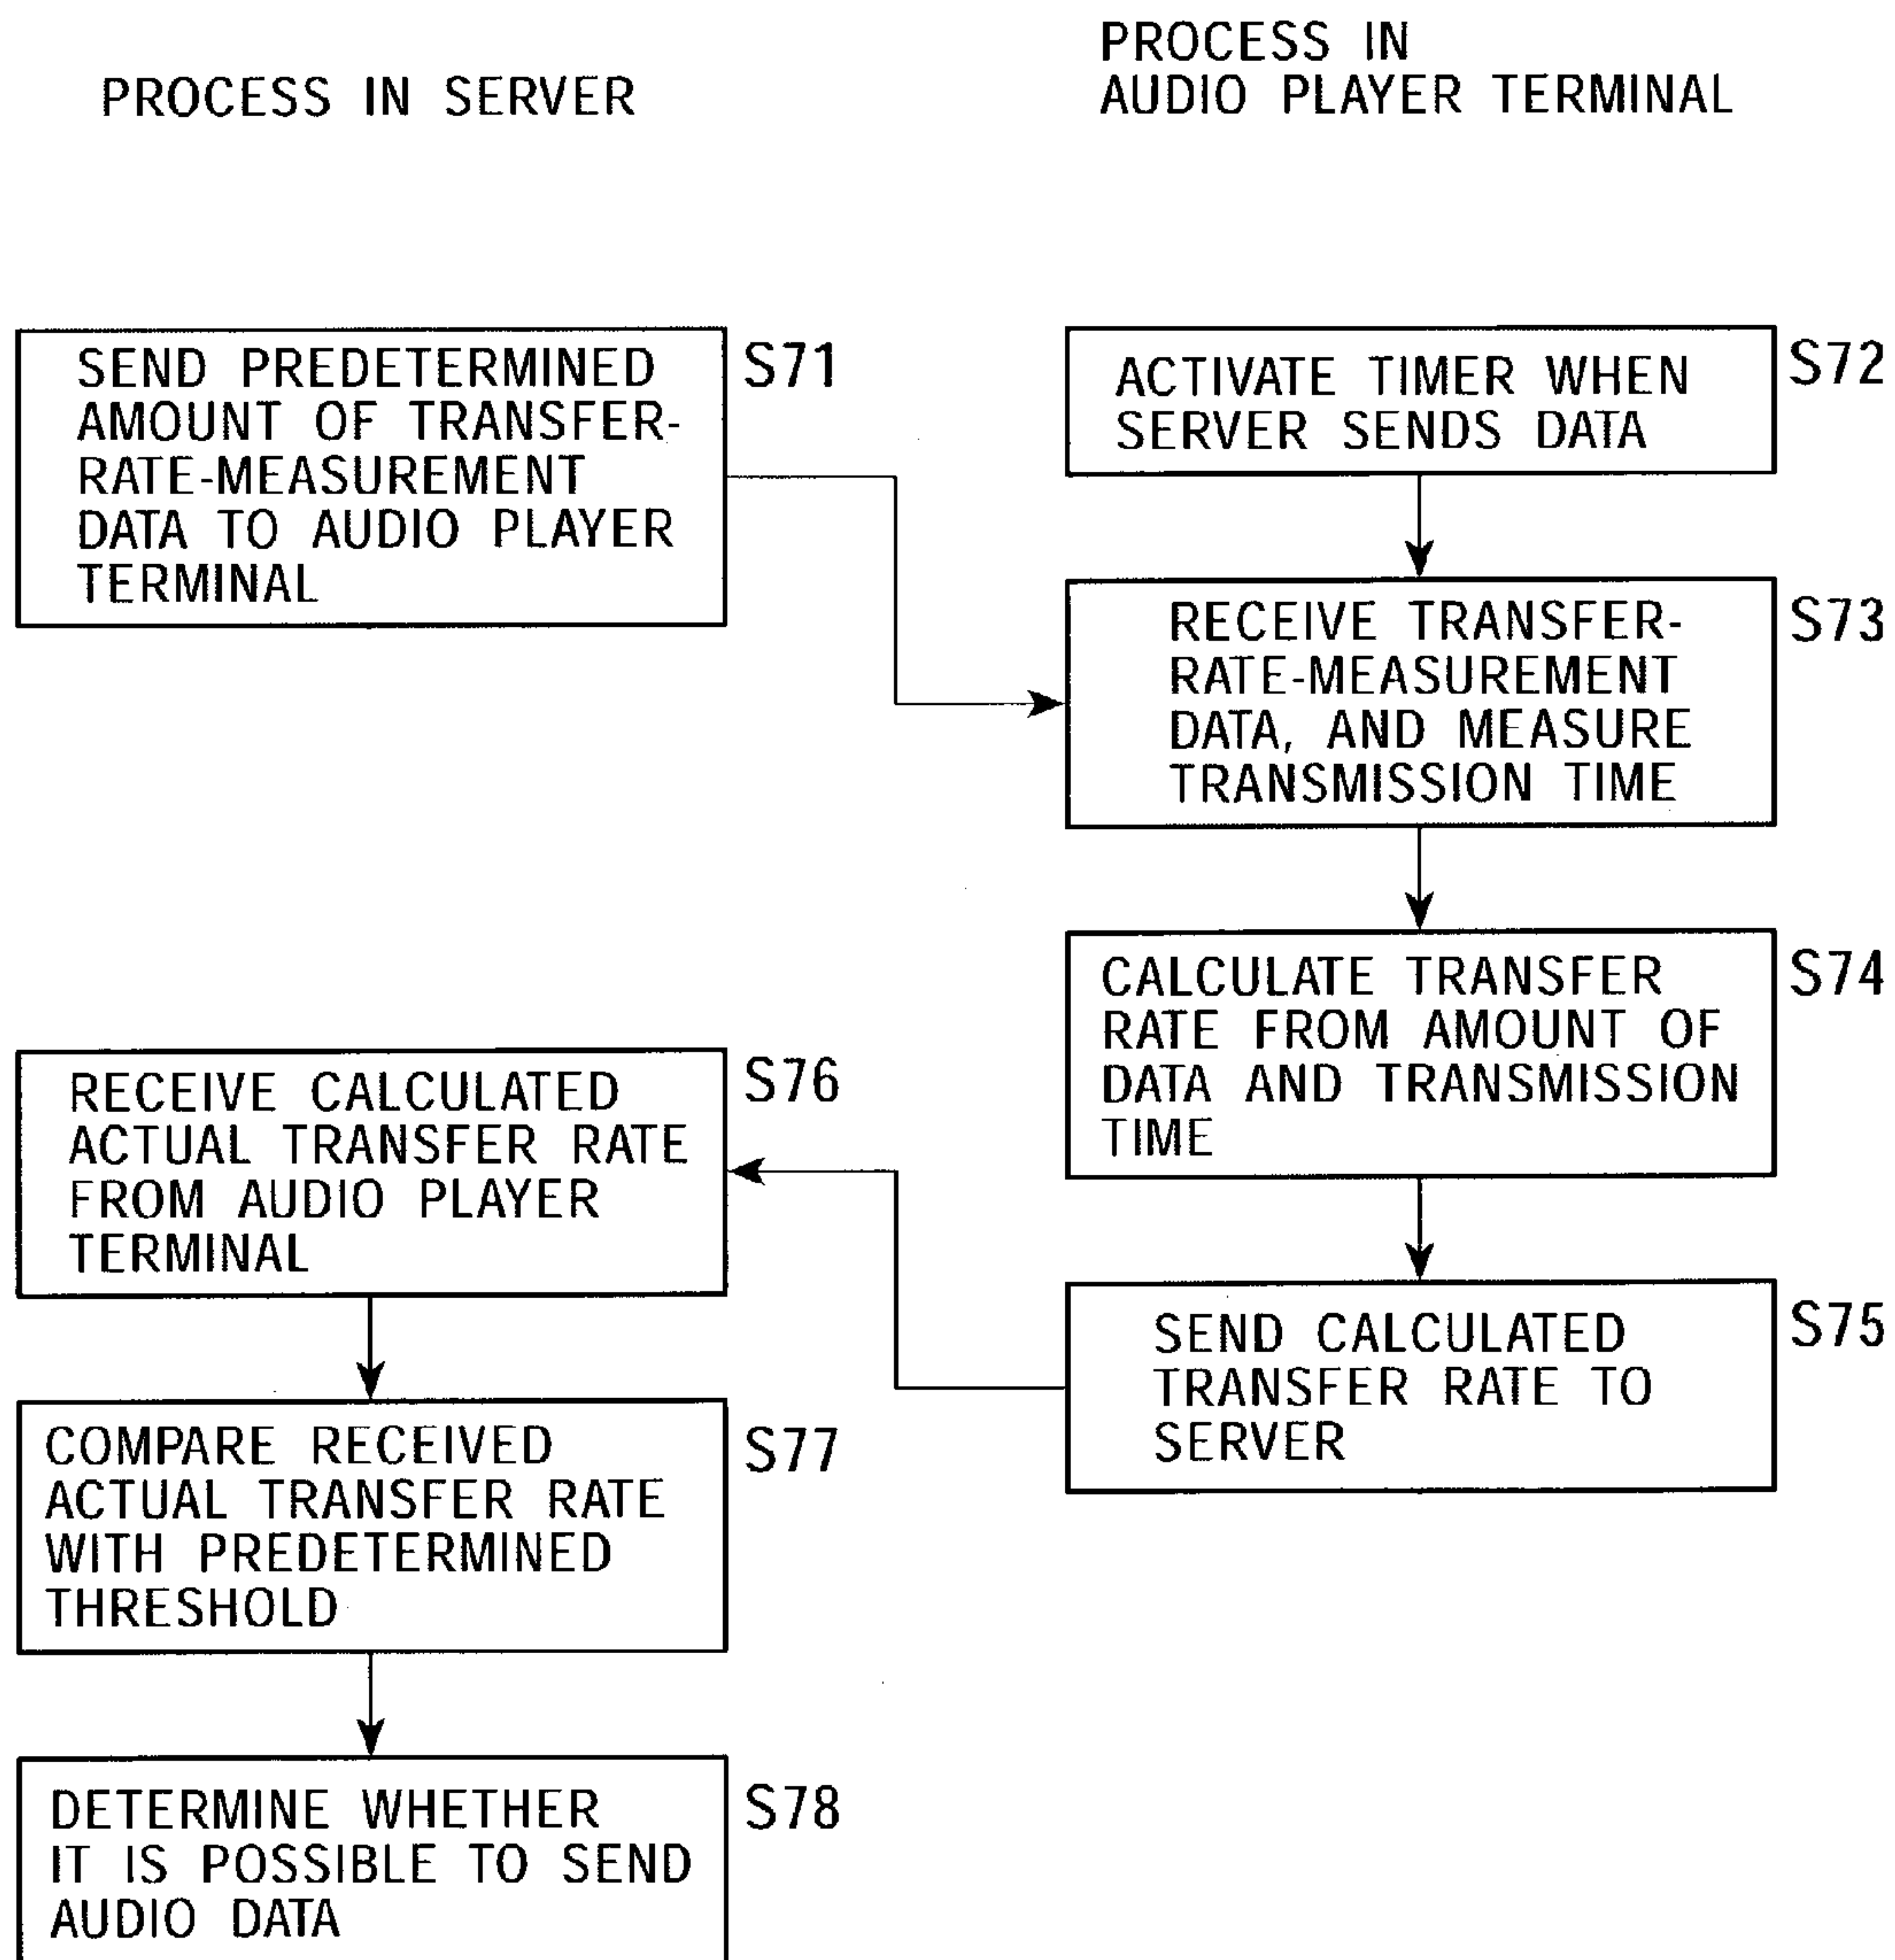 PROCESS IN SERVER
PROCESS IN
AUDIO PLAYER TERMINAL
SEND PREDETERMINED
AMOUNT OF TRANSFER-
RATE-MEASUREMENT
DATA TO AUDIO PLAYER
TERMINAL
S71
ACTIVATE TIMER WHEN
SERVER SENDS DATA
S72
RECEIVE TRANSFER-
RATE-MEASUREMENT
DATA, AND MEASURE
TRANSMISSION TIME
S73
CALCULATE TRANSFER
RATE FROM AMOUNT OF
DATA AND TRANSMISSION
TIME
S74
SEND CALCULATED
TRANSFER RATE TO
SERVER
S75
RECEIVE CALCULATED
ACTUAL TRANSFER RATE
FROM AUDIO PLAYER
TERMINAL
S76
COMPARE RECEIVED
ACTUAL TRANSFER RATE
WITH PREDETERMINED
THRESHOLD
S77
DETERMINE WHETHER
IT IS POSSIBLE TO SEND
AUDIO DATA
S78